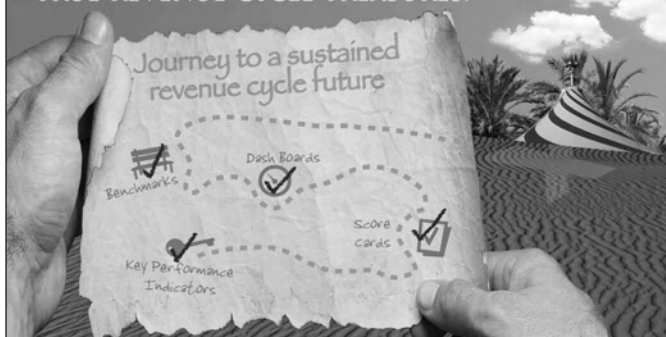 Journey to a sustained
revenue cycle future
Dash Boards
Benchmarks
Score
cards
Key Performance
Indicators